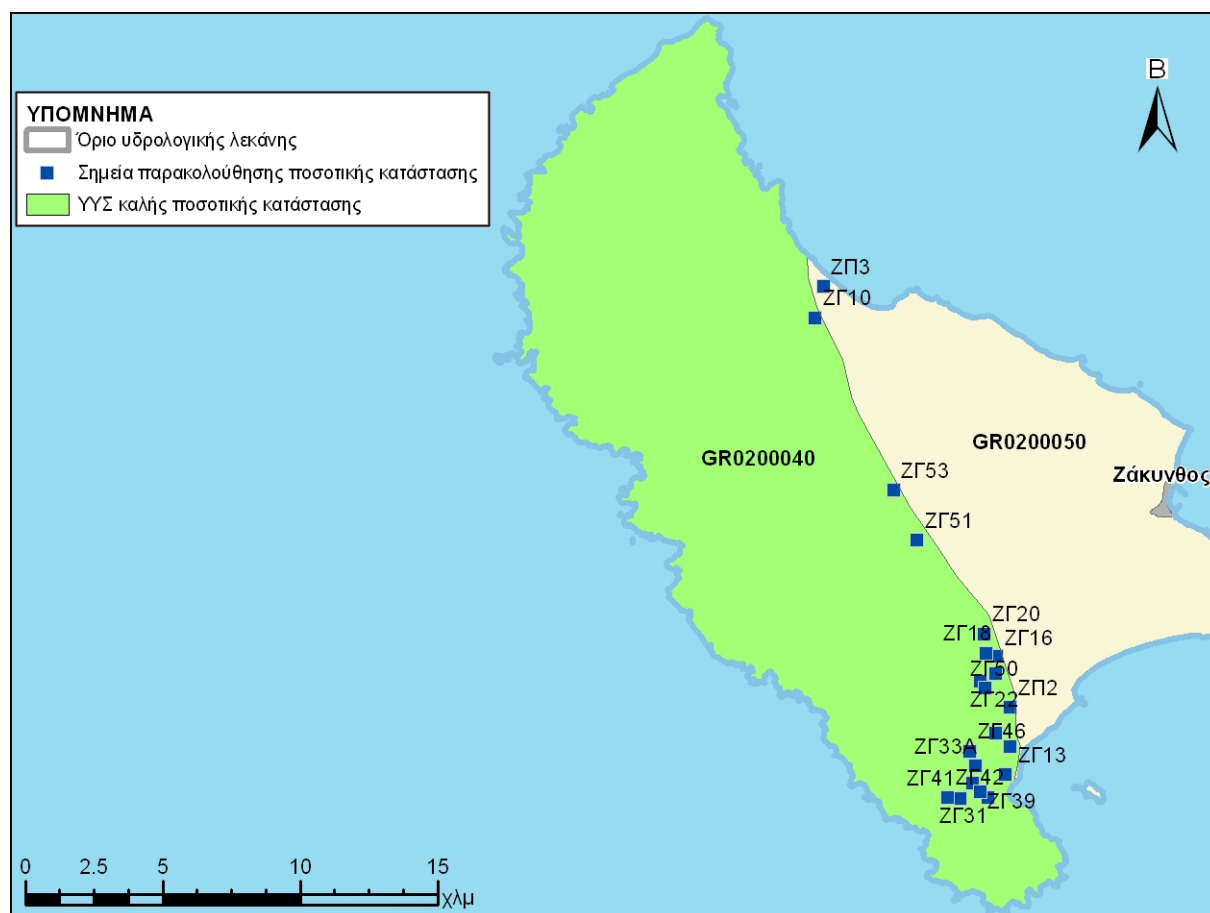 ΥΠΟΜΝΗΜΑ
Όριο υδρολογικής λεκάνης
Σημεία παρακολούθησης ποσοτικής κατάστασης
ΥΥΣ καλής ποσοτικής κατάστασης
Β
ΖΠ3
ΖΓ10
GR0200040
GR0200050
Ζάκυνθος
ΖΓ53
ΖΓ51
ΖΓ20
ΖΓ18
ΖΓ16
ΖΓ50
ΖΠ2
ΖΓ22
ΖΓ46
ΖΓ33Α
ΖΓ13
ΖΓ41
ΖΓ42
ΖΓ39
ΖΓ31
0 2.5 5 10 15
χλμ